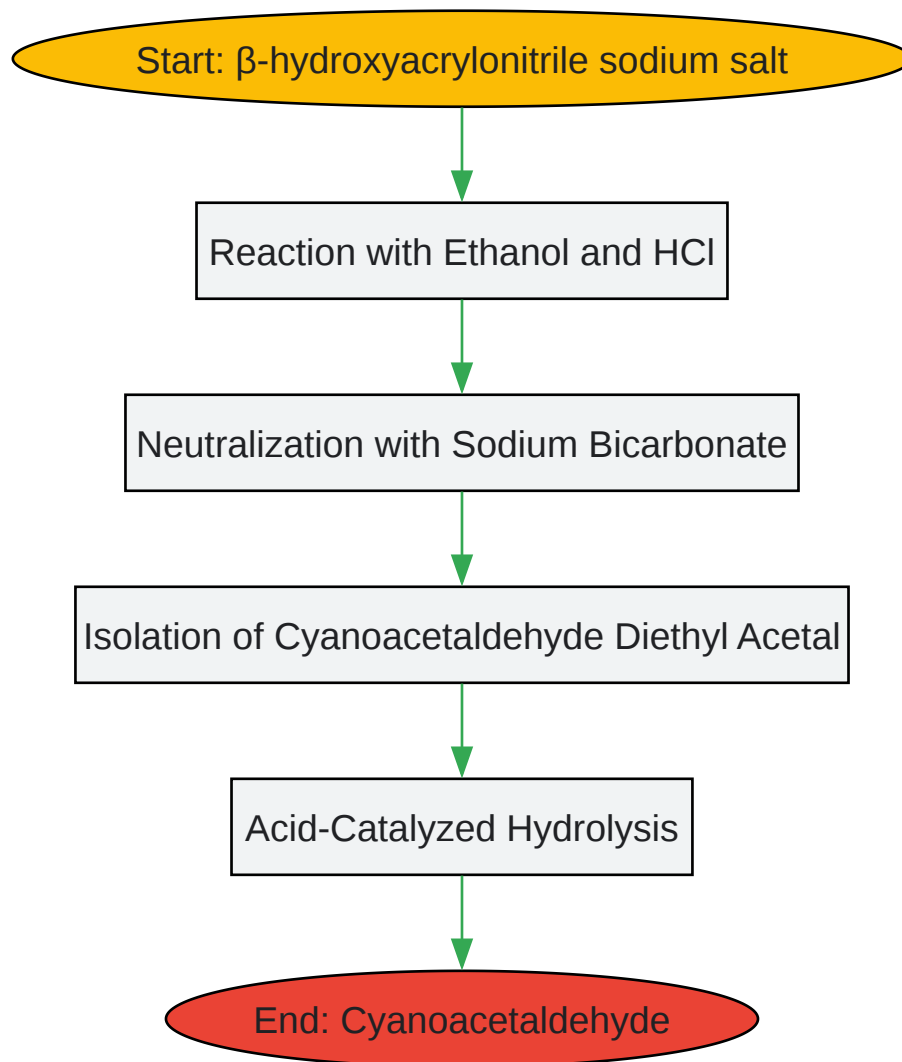 Start: β-hydroxyacrylonitrile sodium salt
Reaction with Ethanol and HCl
Neutralization with Sodium Bicarbonate
Isolation of Cyanoacetaldehyde Diethyl Acetal
Acid-Catalyzed Hydrolysis
End: Cyanoacetaldehyde